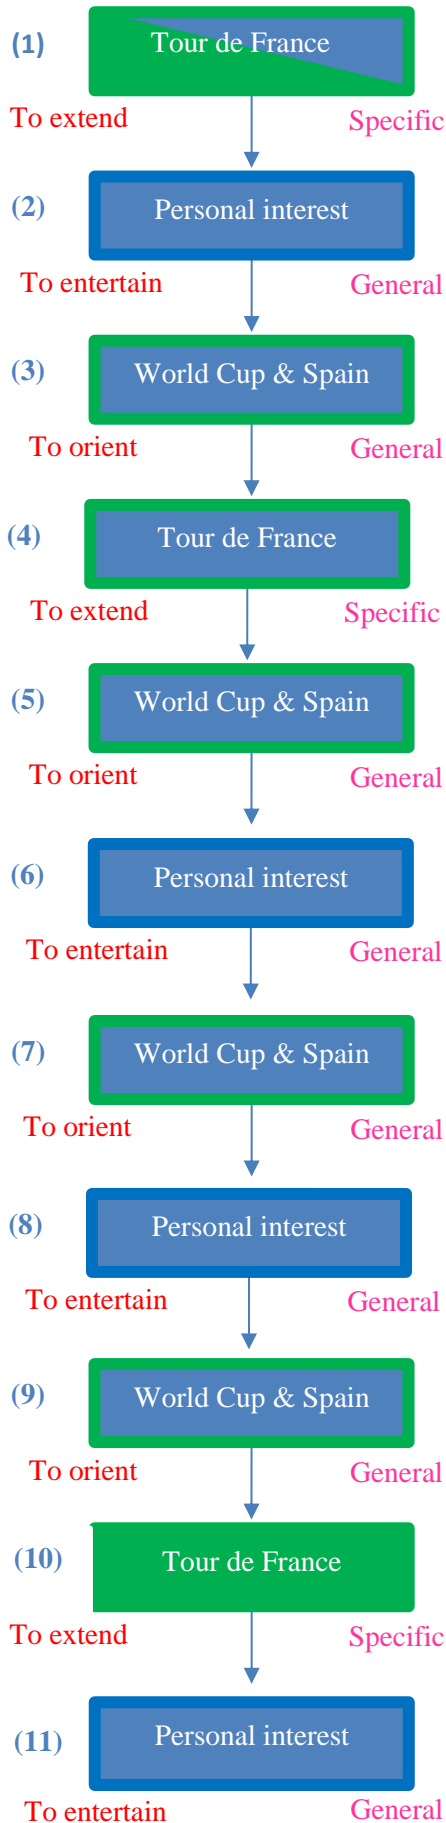 (1) Tour de France
To extend Specific
(2) Personal interest
To entertain General
(3) World Cup & Spain
To orient General
(4) Tour de France
To extend Specific
(5) World Cup & Spain
To orient General
(6) Personal interest
To entertain General
(7) World Cup & Spain
To orient General
(8) Personal interest
To entertain General
(9) World Cup & Spain
To orient General
(10) Tour de France
To extend Specific
(11) Personal interest
To entertain General